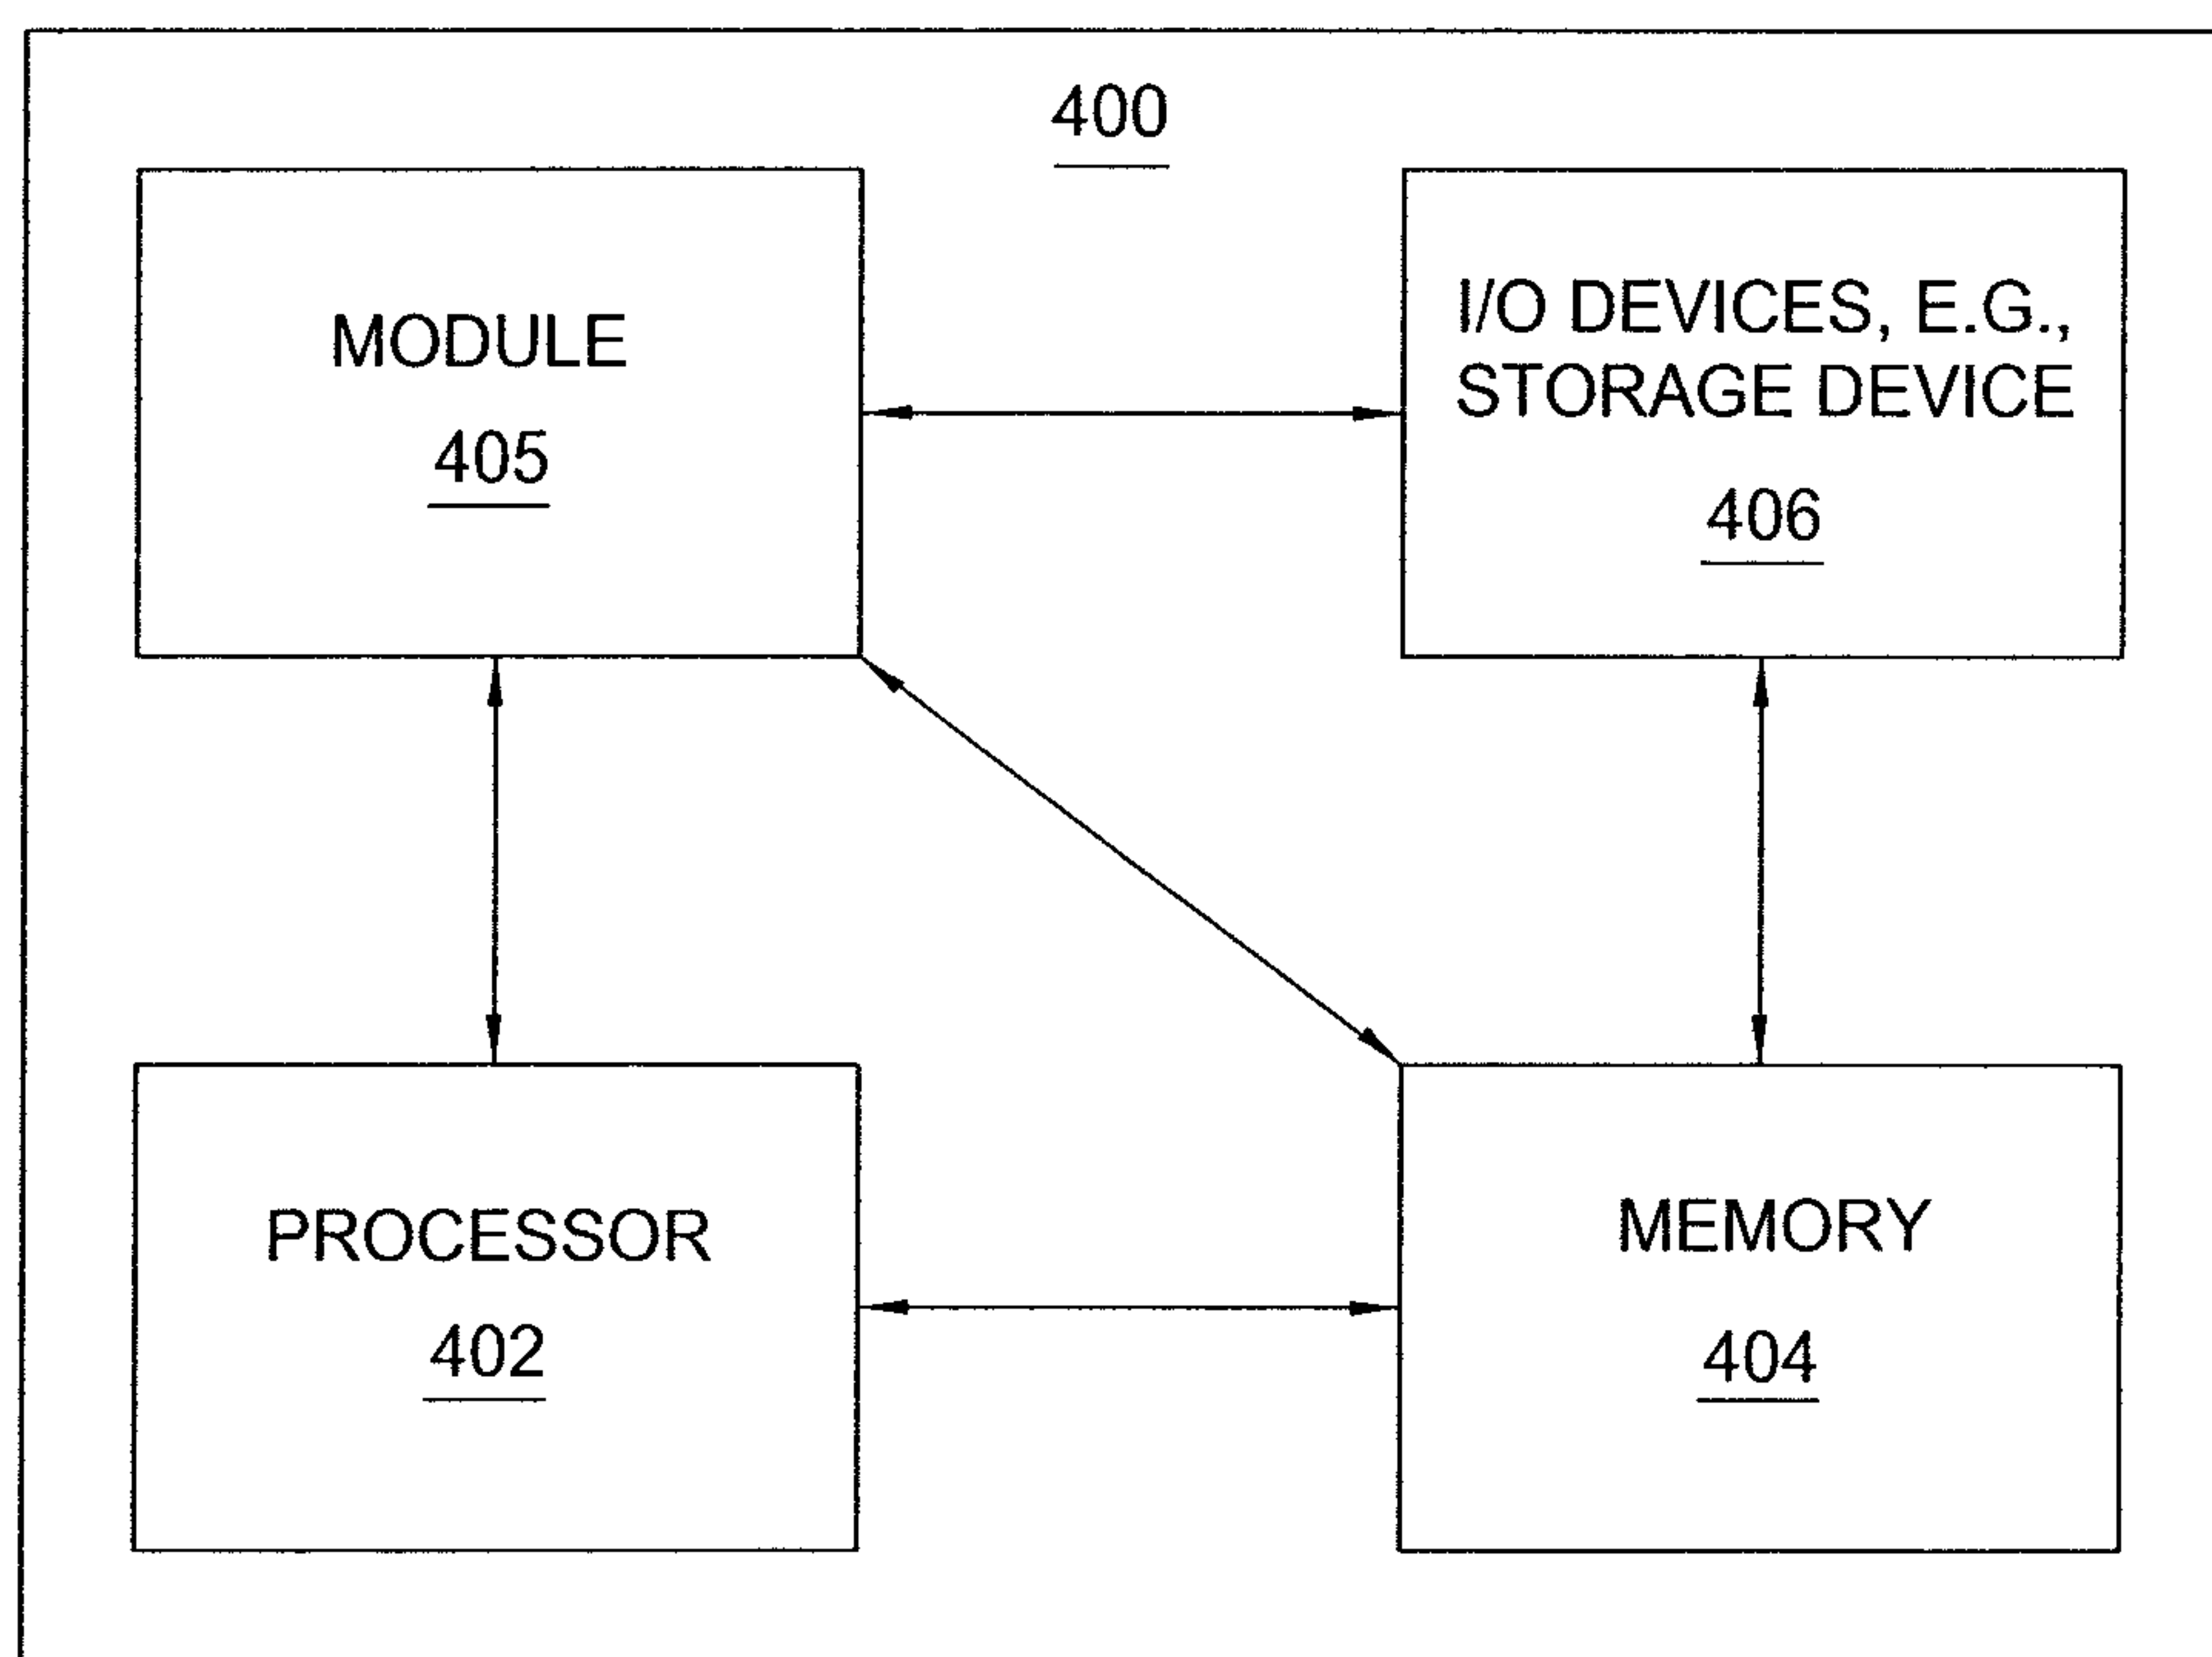 400
MODULE
405
I/O DEVICES, E.G.,
STORAGE DEVICE
406
PROCESSOR
402
MEMORY
404